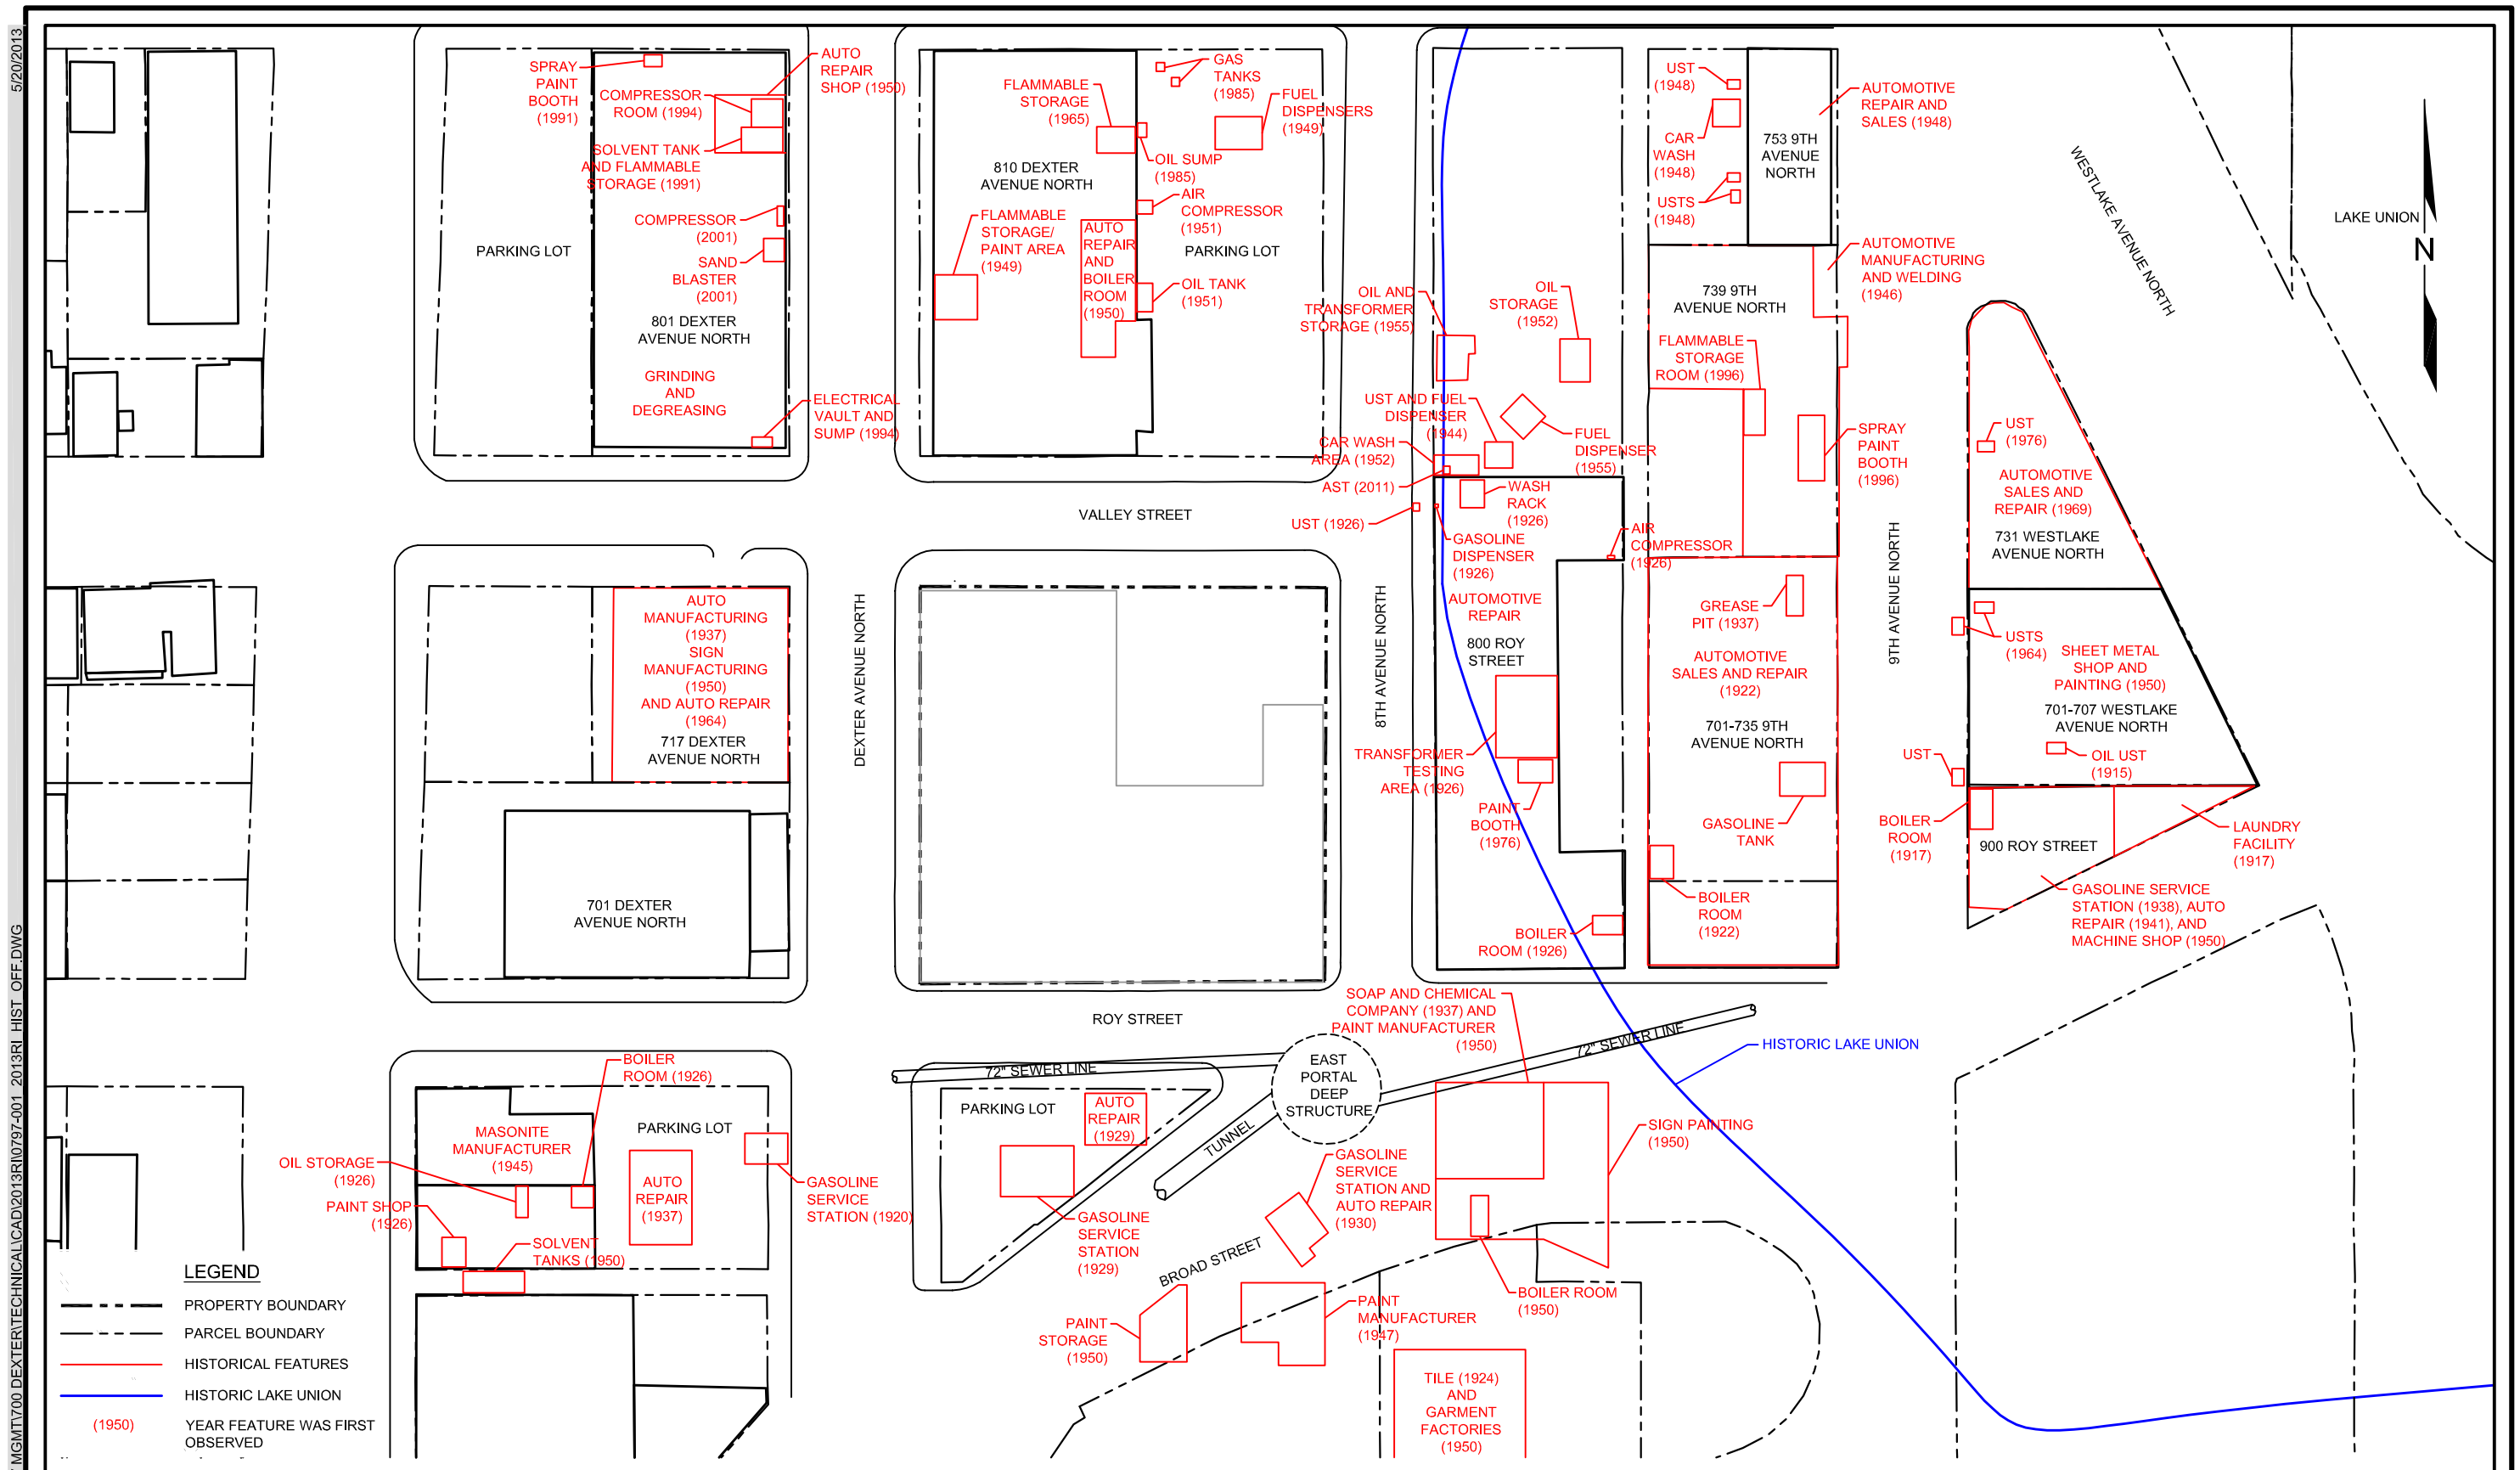 5/20/2013
MGMT\700 DEXTER\TECHNICAL\CAD\2013RI\0797-001_2013RI_HIST_OFF.DWG
SPRAY
PAINT
BOOTH
(1991)
COMPRESSOR
ROOM (1994)
AUTO
REPAIR
SHOP (1950)
SOLVENT TANK
AND FLAMMABLE
STORAGE (1991)
COMPRESSOR
(2001)
SAND
BLASTER
(2001)
PARKING LOT
801 DEXTER
AVENUE NORTH
GRINDING
AND
DEGREASING
ELECTRICAL
VAULT AND
SUMP (1994)
FLAMMABLE
STORAGE
(1965)
GAS
TANKS
(1985)
FUEL
DISPENSERS
(1949)
810 DEXTER
AVENUE NORTH
OIL SUMP
(1985)
AIR
COMPRESSOR
(1951)
FLAMMABLE
STORAGE/
PAINT AREA
(1949)
AUTO
REPAIR
AND
BOILER
ROOM
(1950)
PARKING LOT
OIL TANK
(1951)
UST
(1948)
CAR
WASH
(1948)
USTS
(1948)
753 9TH
AVENUE
NORTH
AUTOMOTIVE
REPAIR AND
SALES (1948)
AUTOMOTIVE
MANUFACTURING
AND WELDING
(1946)
WESTLAKE AVENUE NORTH
LAKE UNION
N
OIL AND
TRANSFORMER
STORAGE (1955)
OIL
STORAGE
(1952)
739 9TH
AVENUE NORTH
FLAMMABLE
STORAGE
ROOM (1996)
UST AND FUEL
DISPENSER
(1944)
CAR WASH
AREA (1952)
FUEL
DISPENSER
(1955)
AST (2011)
UST (1926)
WASH
RACK
(1926)
GASOLINE
DISPENSER
(1926)
AIR
COMPRESSOR
(1926)
SPRAY
PAINT
BOOTH
(1996)
UST
(1976)
AUTOMOTIVE
SALES AND
REPAIR (1969)
731 WESTLAKE
AVENUE NORTH
VALLEY STREET
AUTO
MANUFACTURING
(1937)
SIGN
MANUFACTURING
(1950)
AND AUTO REPAIR
(1964)
717 DEXTER
AVENUE NORTH
DEXTER AVENUE NORTH
8TH AVENUE NORTH
9TH AVENUE NORTH
AUTOMOTIVE
REPAIR
800 ROY
STREET
GREASE
PIT (1937)
AUTOMOTIVE
SALES AND REPAIR
(1922)
701-735 9TH
AVENUE NORTH
USTS
(1964)
SHEET METAL
SHOP AND
PAINTING (1950)
701-707 WESTLAKE
AVENUE NORTH
UST
OIL UST
(1915)
TRANSFORMER
TESTING
AREA (1926)
PAINT
BOOTH
(1976)
GASOLINE
TANK
BOILER
ROOM
(1917)
900 ROY STREET
LAUNDRY
FACILITY
(1917)
GASOLINE SERVICE
STATION (1938), AUTO
REPAIR (1941), AND
MACHINE SHOP (1950)
701 DEXTER
AVENUE NORTH
BOILER
ROOM (1926)
BOILER
ROOM
(1922)
ROY STREET
SOAP AND CHEMICAL
COMPANY (1937) AND
PAINT MANUFACTURER
(1950)
72" SEWER LINE
72" SEWER LINE
HISTORIC LAKE UNION
EAST
PORTAL
DEEP
STRUCTURE
BOILER
ROOM (1926)
MASONITE
MANUFACTURER
(1945)
PARKING LOT
OIL STORAGE
(1926)
PAINT SHOP
(1926)
AUTO
REPAIR
(1937)
GASOLINE
SERVICE
STATION (1920)
SOLVENT
TANKS (1950)
PARKING LOT
AUTO
REPAIR
(1929)
TUNNEL
GASOLINE
SERVICE
STATION
(1929)
GASOLINE
SERVICE
STATION AND
AUTO REPAIR
(1930)
SIGN PAINTING
(1950)
BROAD STREET
PAINT
STORAGE
(1950)
PAINT
MANUFACTURER
(1947)
BOILER ROOM
(1950)
TILE (1924)
AND
GARMENT
FACTORIES
(1950)
LEGEND
PROPERTY BOUNDARY
PARCEL BOUNDARY
HISTORICAL FEATURES
HISTORIC LAKE UNION
(1950) YEAR FEATURE WAS FIRST
OBSERVED